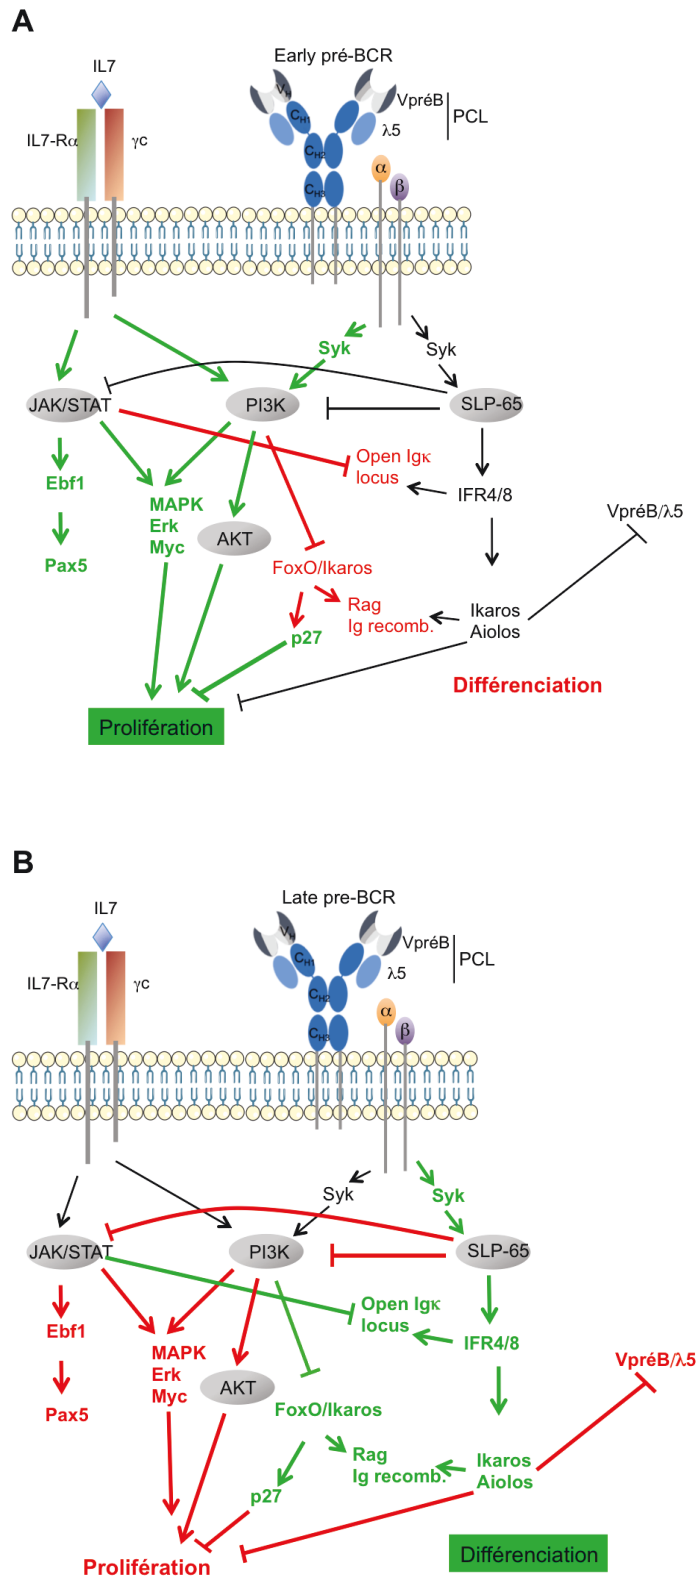 A
IL7
Early pré-BCR
VH
VpréB
PCL
CH1
IL7-Rα
γc
λ5
CH2
α
β
CH3
Syk
Syk
JAK/STAT
PI3K
SLP-65
Open Igκ
locus
Ebf1
IFR4/8
MAPK
Erk
Myc
VpréB/λ5
AKT
Pax5
FoxO/Ikaros
Rag
Ig recomb.
Ikaros
Aiolos
p27
Différenciation
Prolifération
B
IL7
Late pre-BCR
VH
VpréB
PCL
CH1
IL7-Rα
γc
λ5
CH2
α
β
CH3
Syk
Syk
JAK/STAT
PI3K
SLP-65
Open Igκ
locus
Ebf1
IFR4/8
MAPK
Erk
Myc
VpréB/λ5
AKT
Pax5
FoxO/Ikaros
Rag
Ig recomb.
Ikaros
Aiolos
p27
Différenciation
Prolifération